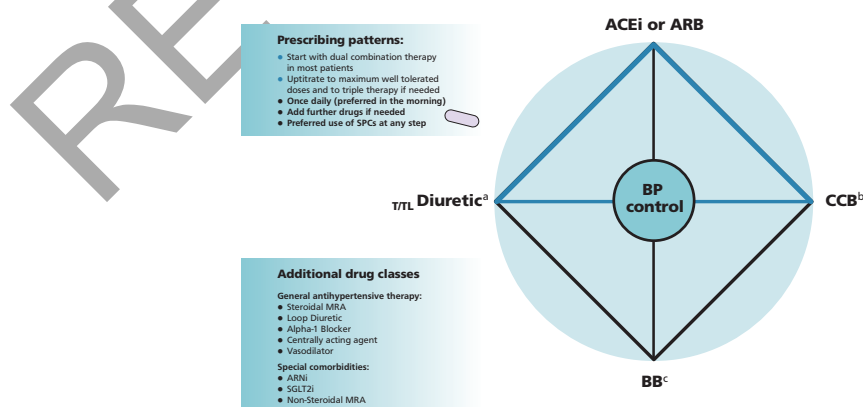 RE
Prescribing patterns:
● Start with dual combination therapy
in most patients
● Uptitrate to maximum well tolerated
doses and to triple therapy if needed
● Once daily (preferred in the morning)
● Add further drugs if needed
● Preferred use of SPCs at any step
ACEi or ARB
T/TL Diureticᵃ
BP
control
CCBᵇ
BBᶜ
Additional drug classes
General antihypertensive therapy:
● Steroidal MRA
● Loop Diuretic
● Alpha-1 Blocker
● Centrally acting agent
● Vasodilator
Special comorbidities:
● ARNi
● SGLT2i
● Non-Steroidal MRA